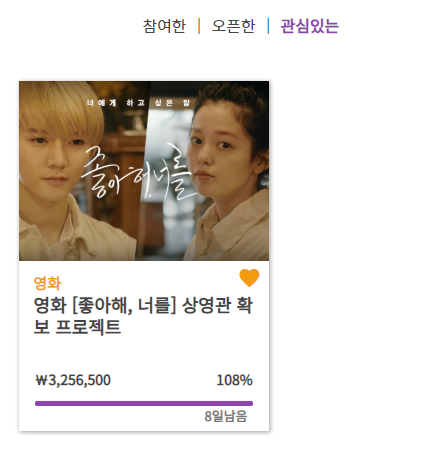 참여한 | 오픈한 | 관심있는
너에게 하고 싶은 말
좋아해, 너를
영화
영화 [좋아해, 너를] 상영관 확
보 프로젝트
₩3,256,500 108%
8일남음